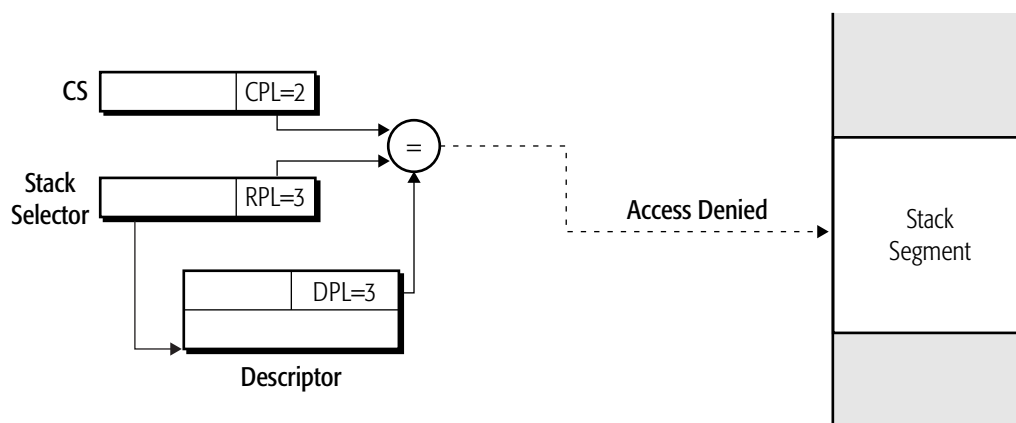 CS
CPL=2
=
Stack
Selector
RPL=3
Access Denied
Stack
Segment
DPL=3
Descriptor